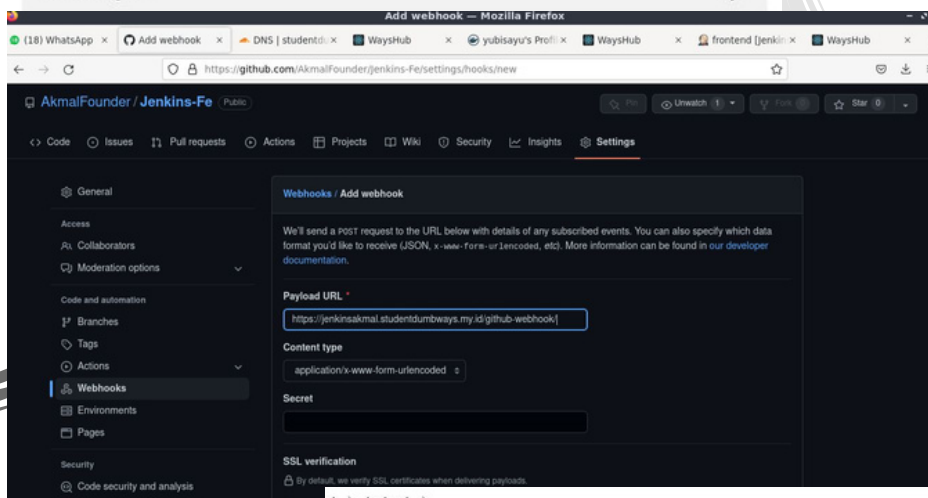 Add webhook — Mozilla Firefox
(18) WhatsApp × Add webhook × DNS | studentdu × WaysHub × yubisayu's Profil × WaysHub × frontend [Jenkin × WaysHub ×
https://github.com/AkmalFounder/jenkins-Fe/settings/hooks/new
AkmalFounder / Jenkins-Fe Public Pin Unwatch 1 Fork 0 Star 0
<> Code Issues Pull requests Actions Projects Wiki Security Insights Settings
General
Access
Collaborators
Moderation options
Code and automation
Branches
Tags
Actions
Webhooks
Environments
Pages
Security
Code security and analysis
Webhooks / Add webhook
We'll send a POST request to the URL below with details of any subscribed events. You can also specify which data
format you'd like to receive (JSON, x-www-form-urlencoded, etc). More information can be found in our developer
documentation.
Payload URL *
https://jenkinsakmal.studentdumbways.my.id/github-webhook/
Content type
application/x-www-form-urlencoded
Secret
SSL verification
By default, we verify SSL certificates when delivering payloads.